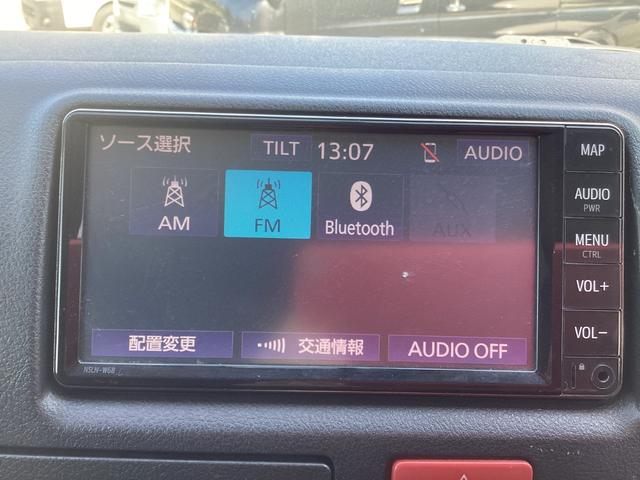 ソース選択 TILT 13:07 AUDIO
AM FM Bluetooth AUX
配置変更 交通情報 AUDIO OFF
NSLN-W68
MAP
AUDIO
PWR
MENU
CTRL
VOL+
VOL-